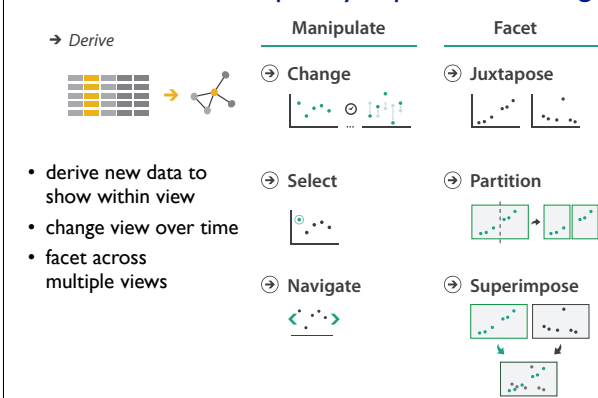 → Derive
• derive new data to
show within view
• change view over time
• facet across
multiple views
Manipulate
Change
...
Select
Navigate
Facet
Juxtapose
Partition
Superimpose